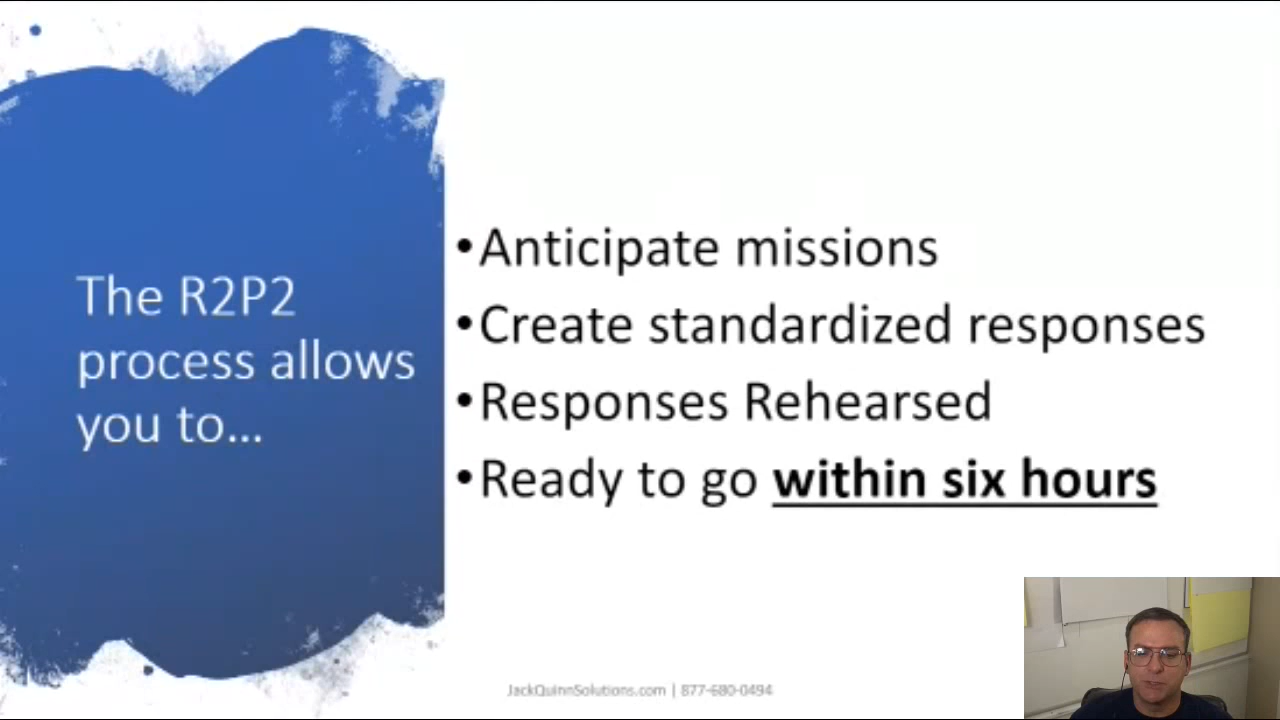 The R2P2
process allows
you to...
•Anticipate missions
•Create standardized responses
•Responses Rehearsed
•Ready to go within six hours
JackQuinnSolutions.com | 877-680-0494